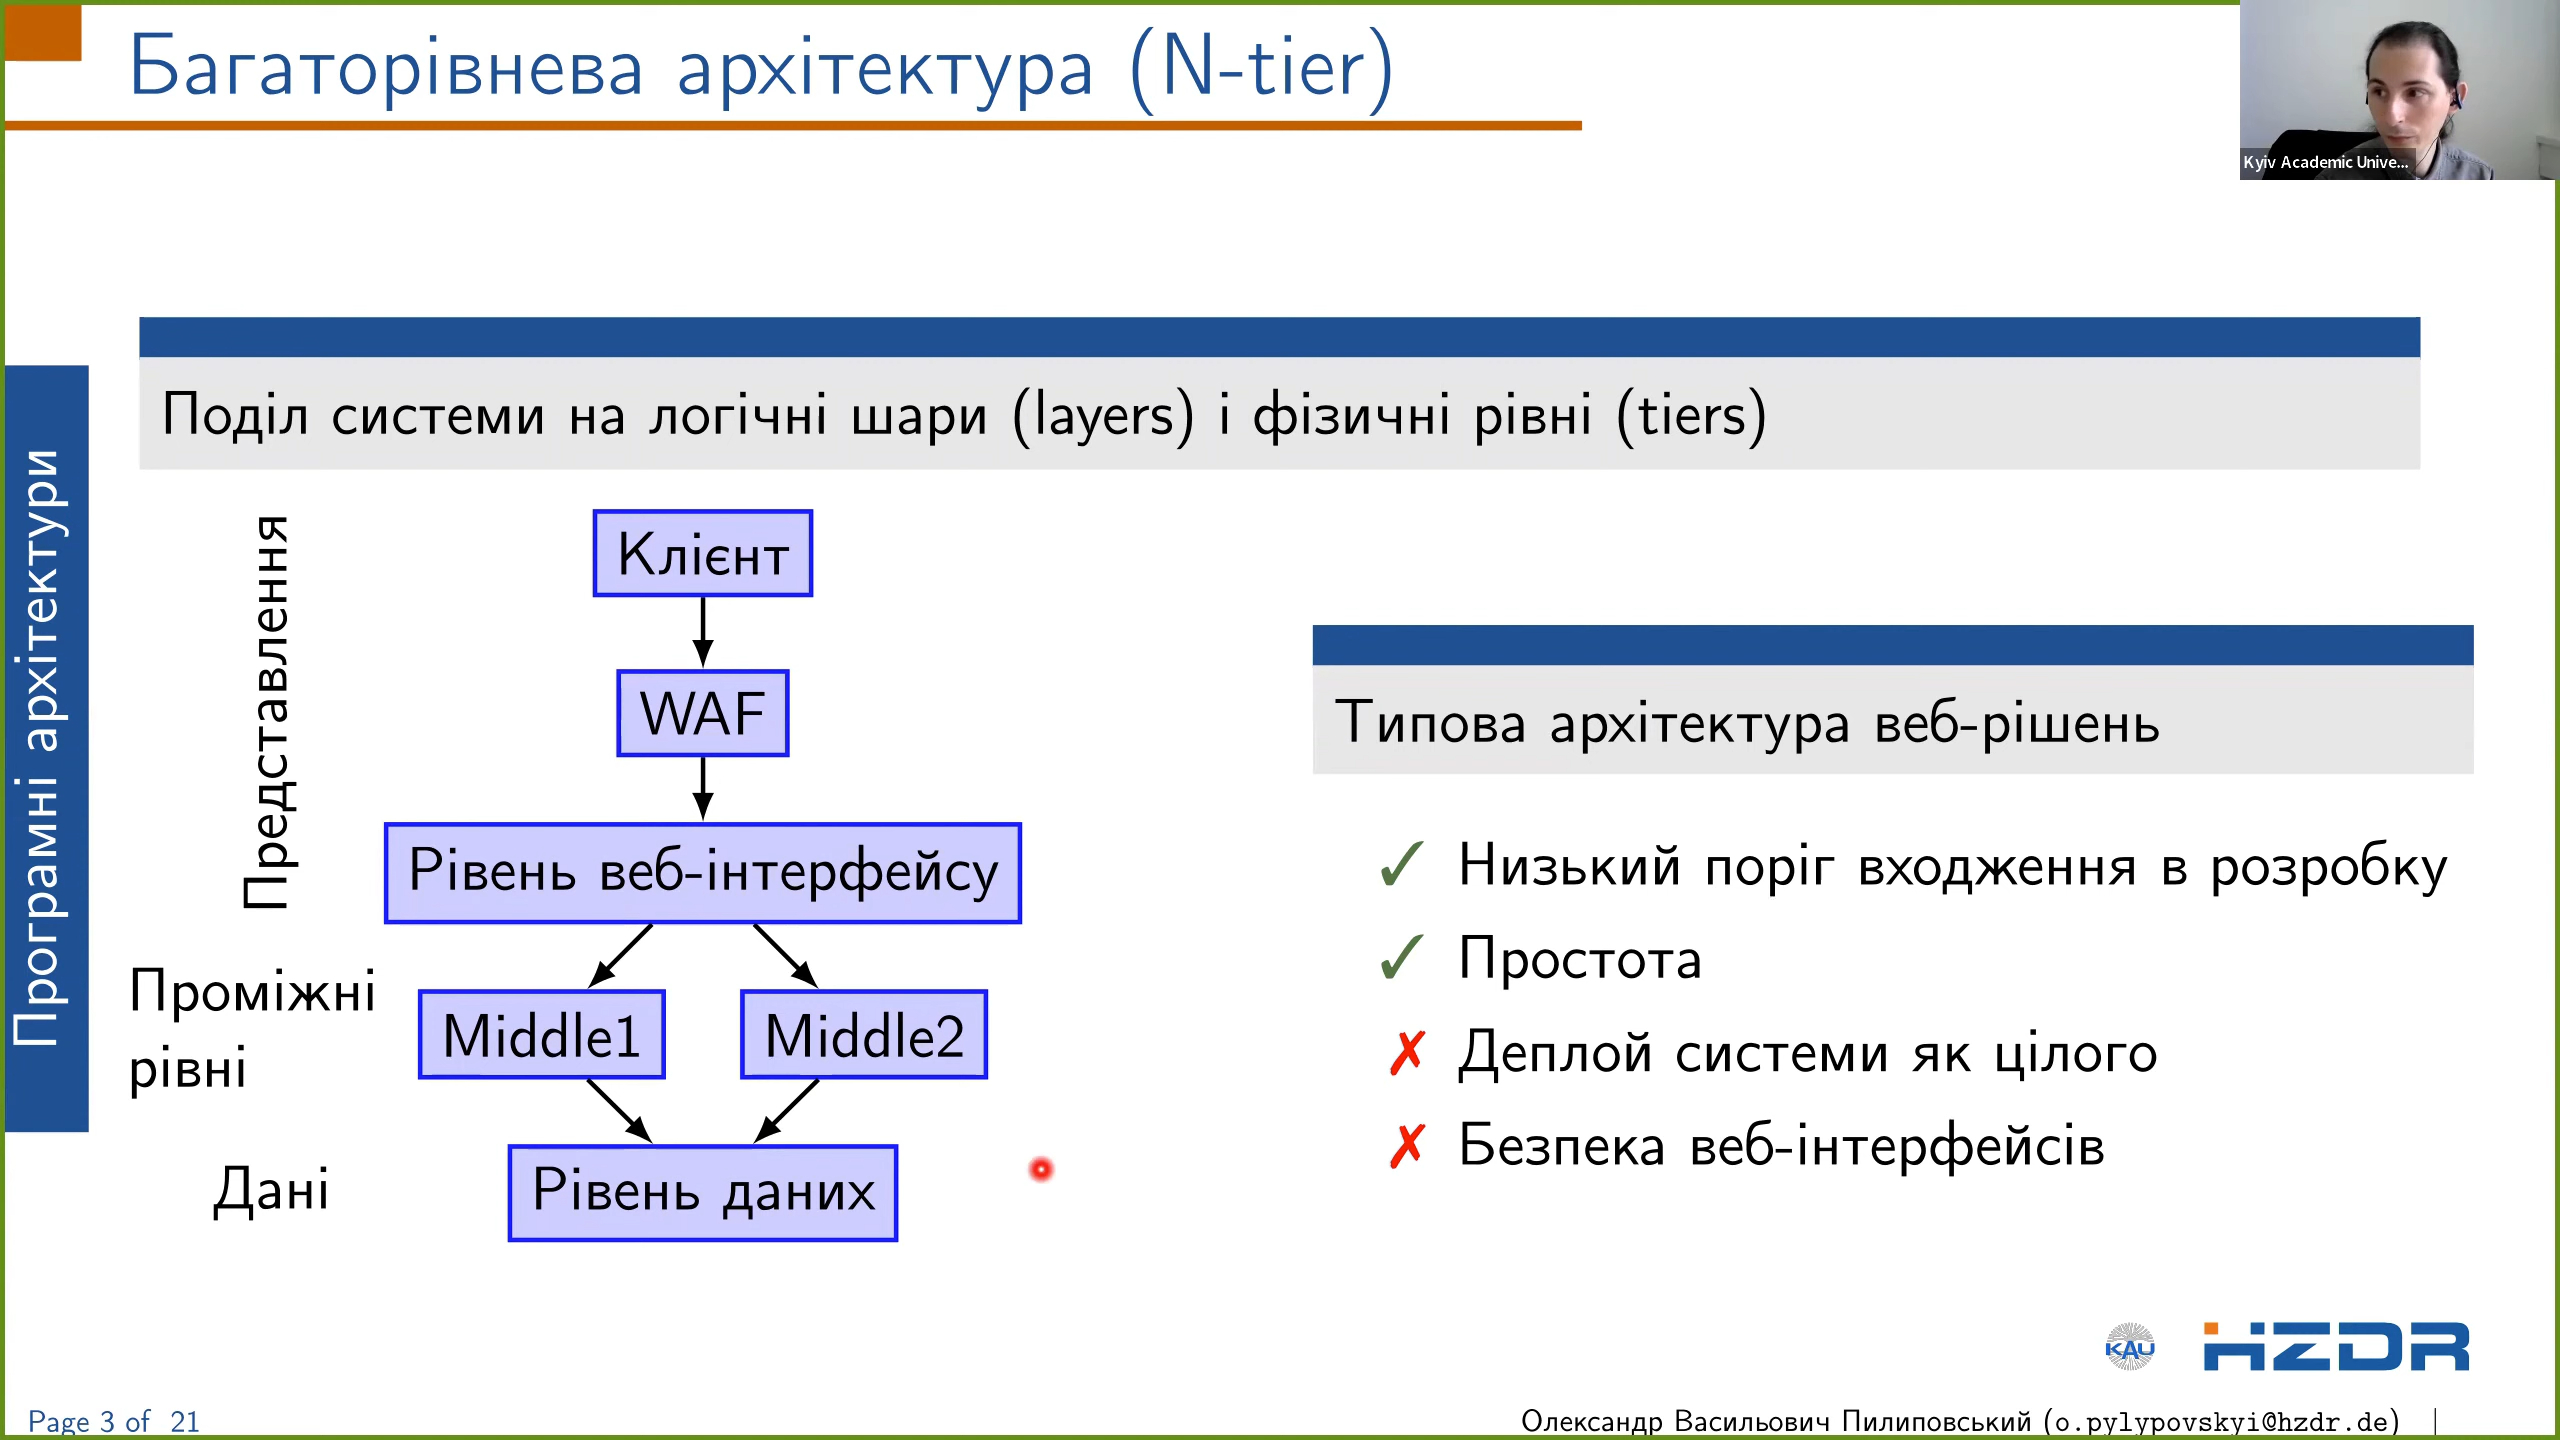 Багаторівнева архітектура (N-tier)
Kyiv Academic Unive...
Програмні архітектури
Поділ системи на логічні шари (layers) і фізичні рівні (tiers)
Представлення
Клієнт
WAF
Рівень веб-інтерфейсу
Проміжні
рівні
Middle1
Middle2
Дані
Рівень даних
Типова архітектура веб-рішень
✓ Низький поріг входження в розробку
✓ Простота
✗ Деплой системи як цілого
✗ Безпека веб-інтерфейсів
KAU
HZDR
Page 3 of 21
Олександр Васильович Пилиповський (o.pylypovskyi@hzdr.de) |